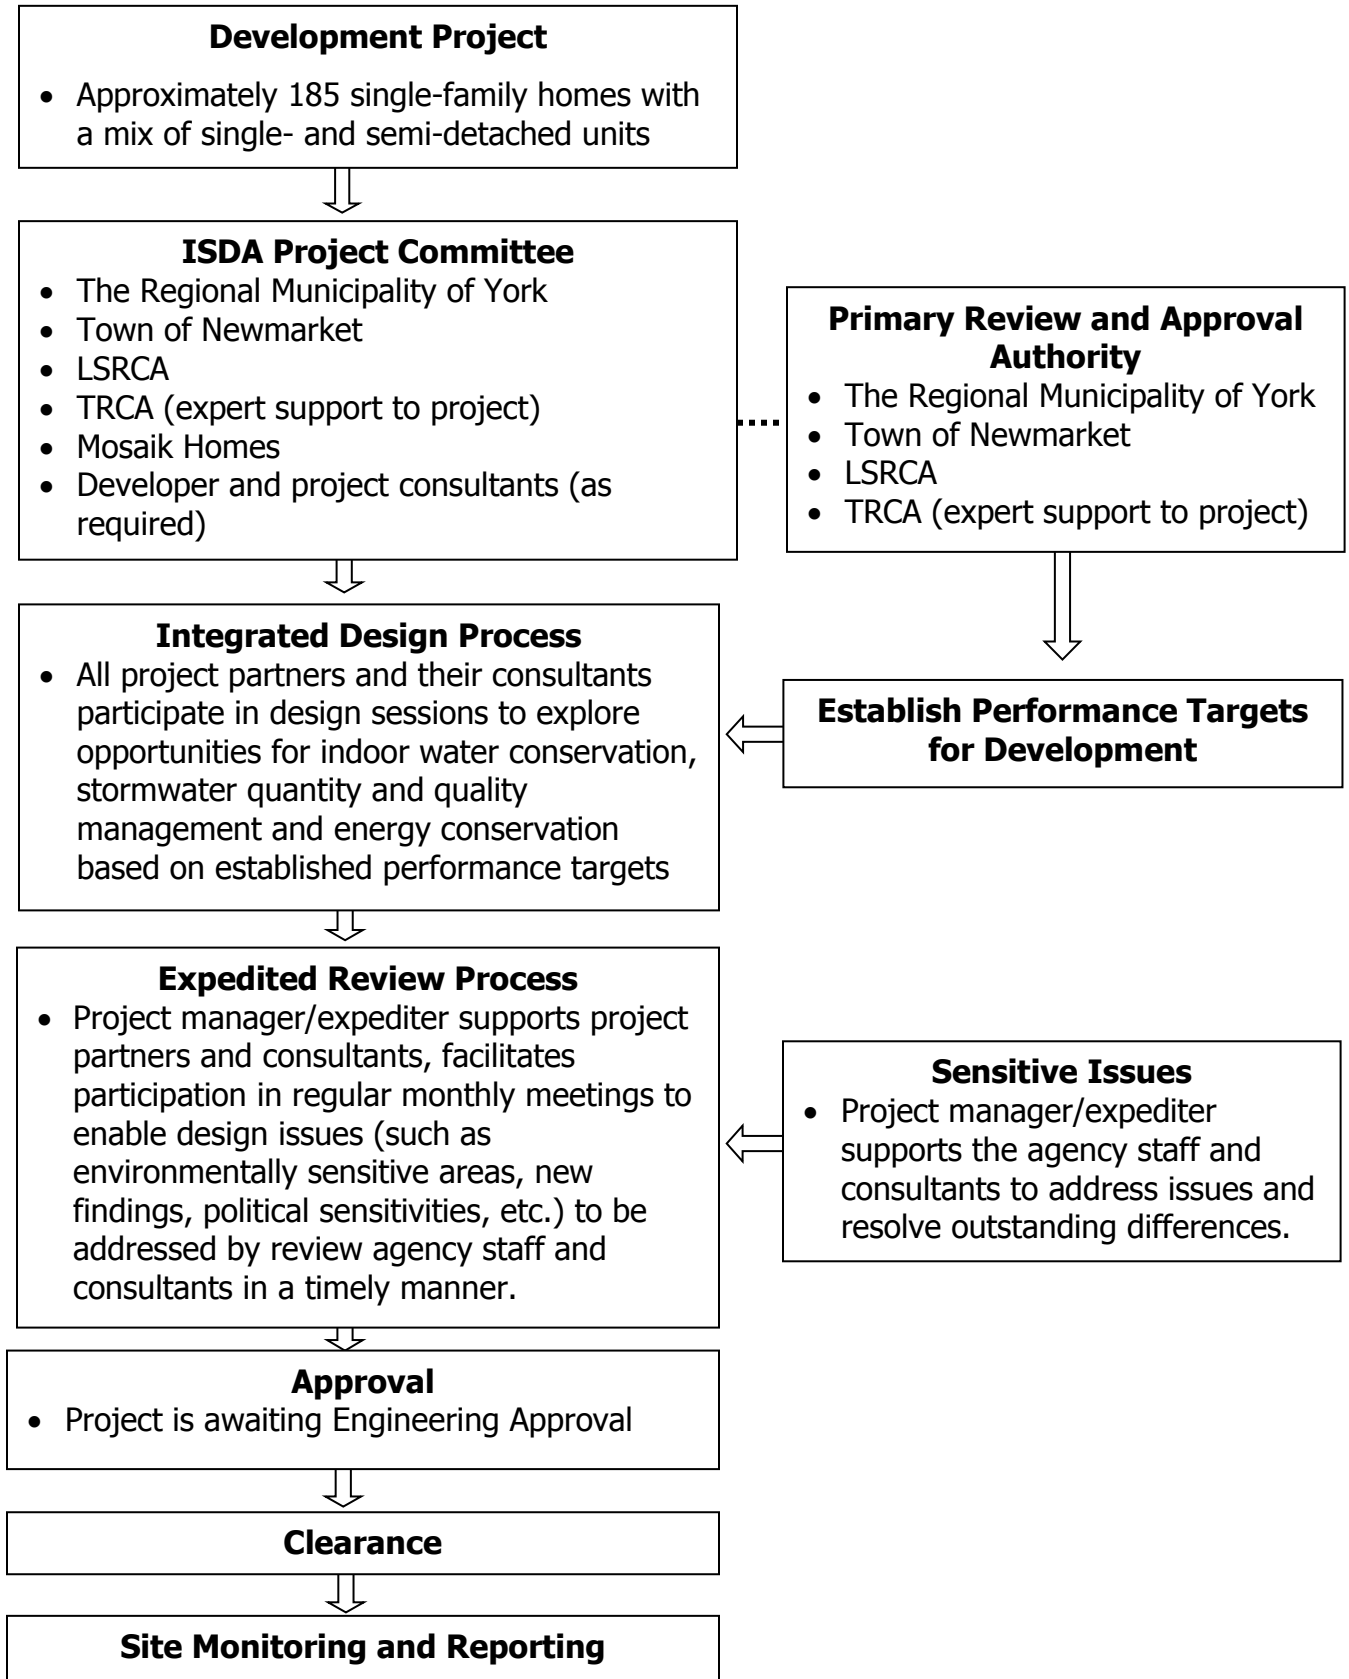 Development Project
• Approximately 185 single-family homes with
a mix of single- and semi-detached units
ISDA Project Committee
• The Regional Municipality of York
• Town of Newmarket
• LSRCA
• TRCA (expert support to project)
• Mosaik Homes
• Developer and project consultants (as
required)
Primary Review and Approval
Authority
• The Regional Municipality of York
• Town of Newmarket
• LSRCA
• TRCA (expert support to project)
Integrated Design Process
• All project partners and their consultants
participate in design sessions to explore
opportunities for indoor water conservation,
stormwater quantity and quality
management and energy conservation
based on established performance targets
Establish Performance Targets
for Development
Expedited Review Process
• Project manager/expediter supports project
partners and consultants, facilitates
participation in regular monthly meetings to
enable design issues (such as
environmentally sensitive areas, new
findings, political sensitivities, etc.) to be
addressed by review agency staff and
consultants in a timely manner.
Sensitive Issues
• Project manager/expediter
supports the agency staff and
consultants to address issues and
resolve outstanding differences.
Approval
• Project is awaiting Engineering Approval
Clearance
Site Monitoring and Reporting